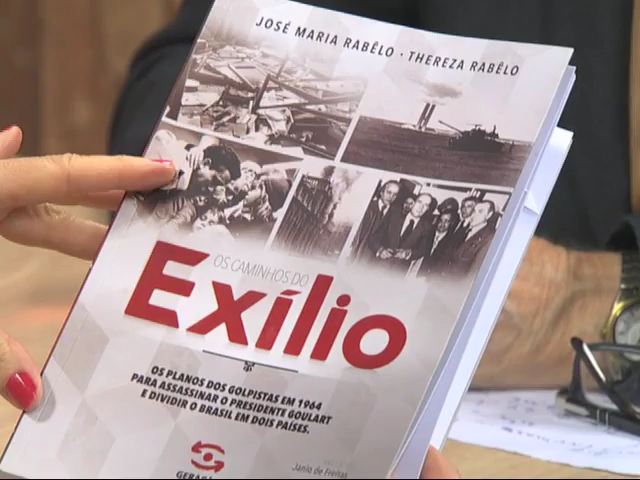 JOSÉ MARIA RABÊLO · THEREZA RABÊLO
OS CAMINHOS DO
Exílio
OS PLANOS DOS GOLPISTAS EM 1964
PARA ASSASSINAR O PRESIDENTE GOULART
E DIVIDIR O BRASIL EM DOIS PAÍSES.
Janio de Freitas